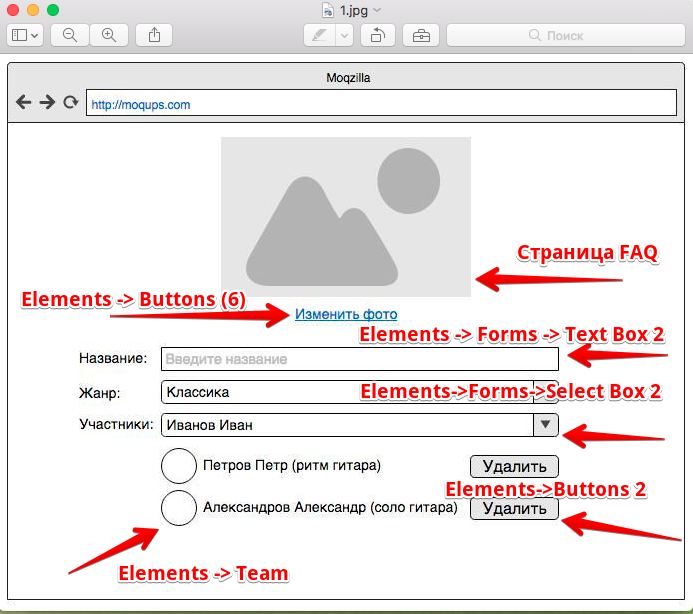 1.jpg
Поиск
Moqzilla
http://moqups.com
Страница FAQ
Elements -> Buttons (6)
Изменить фото
Elements -> Forms -> Text Box 2
Название: Введите название
Жанр: Классика Elements->Forms->Select Box 2
Участники: Иванов Иван
Петров Петр (ритм гитара) Удалить
Elements->Buttons 2
Александров Александр (соло гитара) Удалить
Elements -> Team